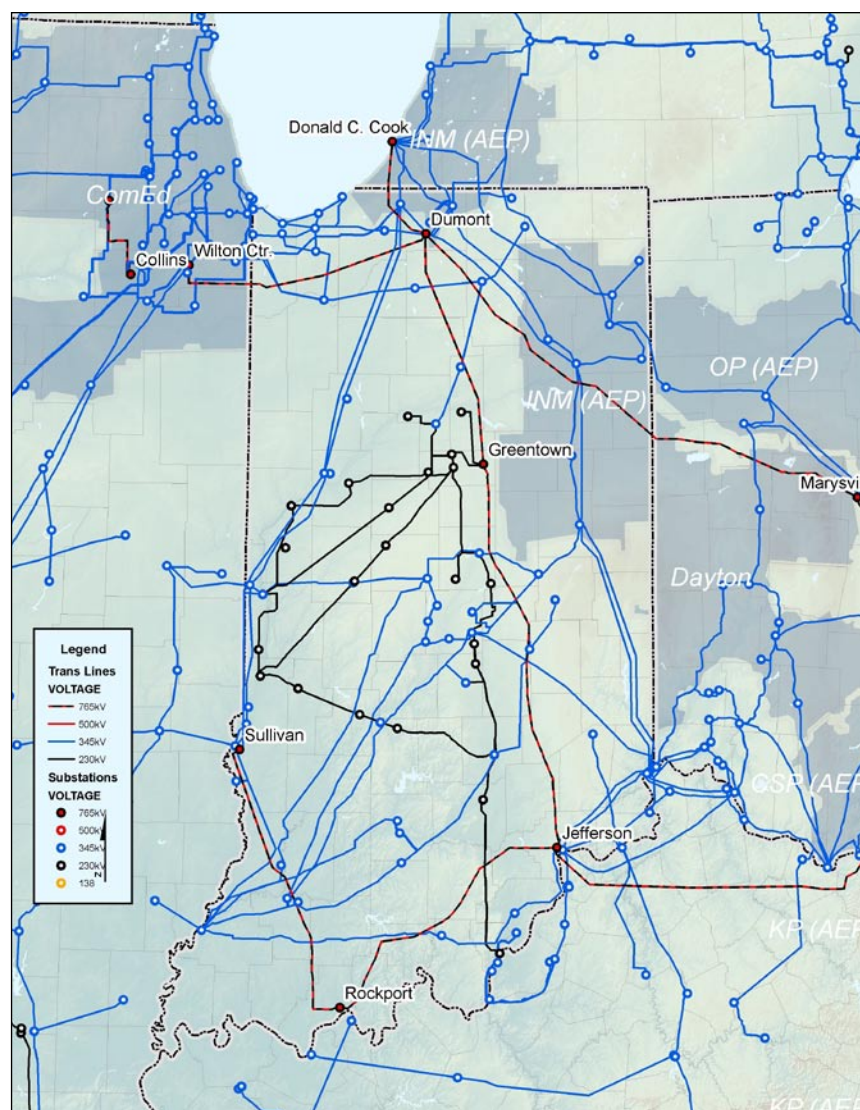 Donald C. Cook
INM (AEP)
ComEd
Dumont
Wilton Ctr.
Collins
OP (AEP)
INM (AEP)
Greentown
Marysvi
Dayton
Legend
Trans Lines
VOLTAGE
765kV
500kV
345kV
230kV
Substations
VOLTAGE
765kV
500kV
345kV
230kV
138
N
Sullivan
CSP (AEP
Jefferson
KP (AEP
Rockport
KP (AEP